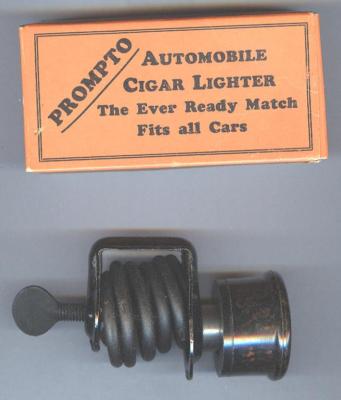 PROMPTO
AUTOMOBILE
CIGAR LIGHTER
The Ever Ready Match
Fits all Cars